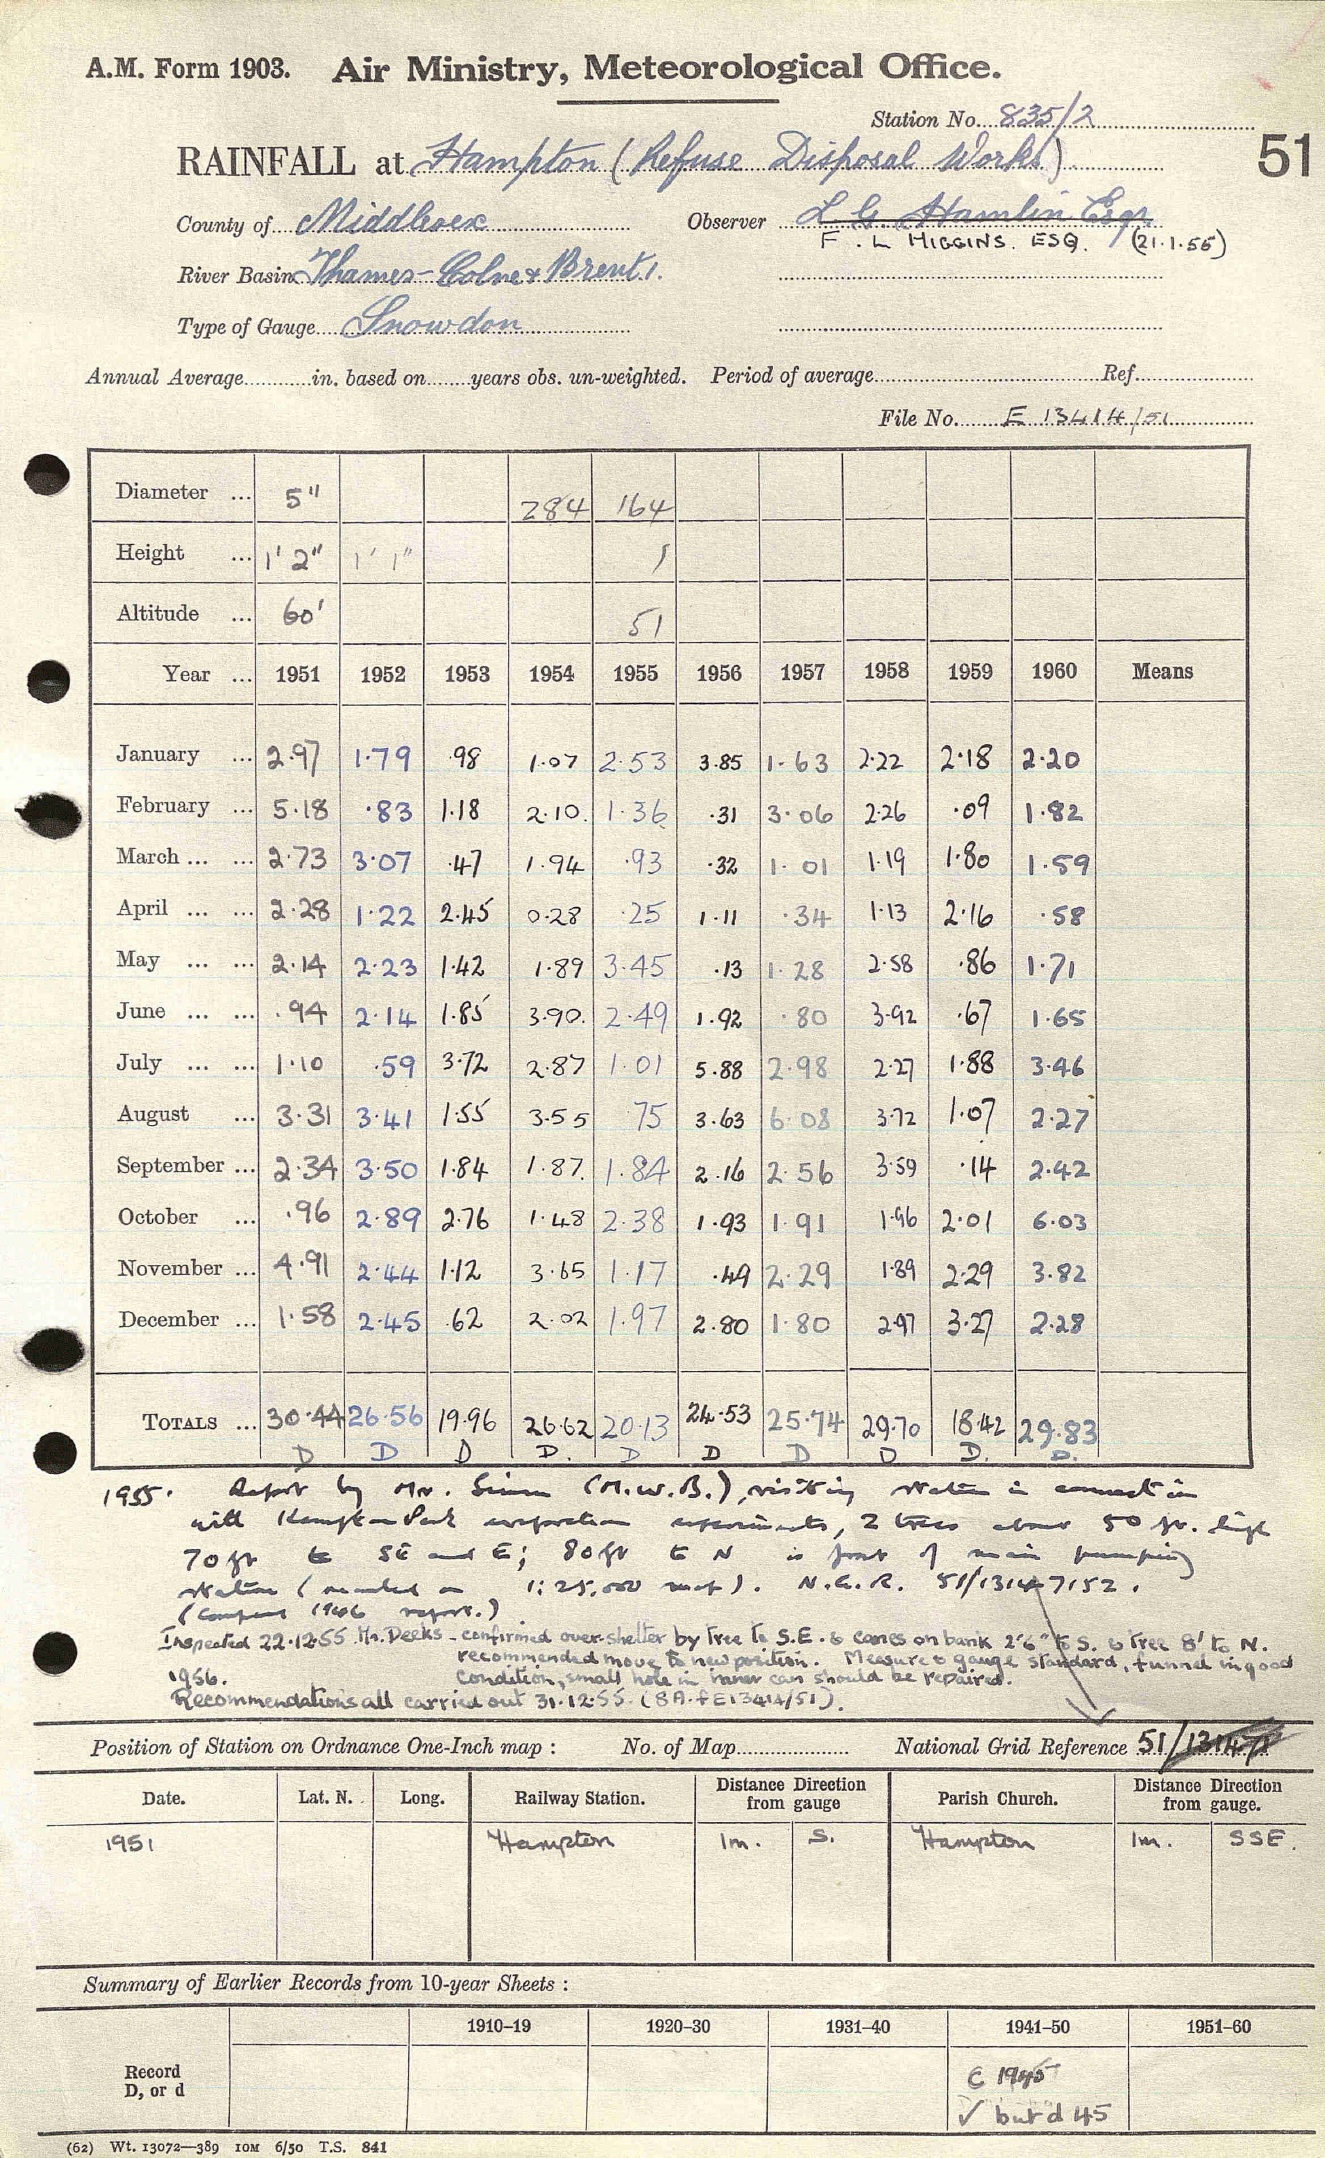 A.M. Form 1903. Air Ministry, Meteorological Office.
Station No. 835/2
51
RAINFALL at Hampton (Refuse Disposal Works)
County of Middlesex Observer L. G. Hamlin Esqr.
F. L HIGGINS. ESQ. (21.1.55)
River Basin Thames - Colne & Brent.
Type of Gauge Snowdon
Annual Average in. based on years obs. un-weighted. Period of average Ref.
File No. E 13414/51
Diameter ... 5" 284 164
Height ... 1' 2" 1' 1" 1
Altitude ... 60' 51
Year ... 1951 1952 1953 1954 1955 1956 1957 1958 1959 1960 Means
January ... 2.97 1.79 .98 1.07 2.53 3.85 1.63 2.22 2.18 2.20
February ... 5.18 .83 1.18 2.10 1.36 .31 3.06 2.26 .09 1.82
March ... ... 2.73 3.07 .47 1.94 .93 .32 1.01 1.19 1.80 1.59
April ... ... 2.28 1.22 2.45 0.28 .25 1.11 .34 1.13 2.16 .58
May ... ... 2.14 2.23 1.42 1.89 3.45 .13 1.28 2.58 .86 1.71
June ... ... .94 2.14 1.85 3.90 2.49 1.92 .80 3.92 .67 1.65
July ... ... 1.10 .59 3.72 2.87 1.01 5.88 2.98 2.27 1.88 3.46
August ... 3.31 3.41 1.55 3.55 75 3.63 6.08 3.72 1.07 2.27
September ... 2.34 3.50 1.84 1.87 1.84 2.16 2.56 3.59 .14 2.42
October ... .96 2.89 2.76 1.48 2.38 1.93 1.91 1.96 2.01 6.03
November ... 4.91 2.44 1.12 3.65 1.17 .49 2.29 1.89 2.29 3.82
December ... 1.58 2.45 .62 2.02 1.97 2.80 1.80 2.97 3.27 2.28
TOTALS ... 30.44 26.56 19.96 26.62 20.13 24.53 25.74 29.70 18.42 29.83
D D D D. D D D D D. D.
1955. Report by Mr. (M.W.B.), visiting station in connection
with Kempton Park evaporation experiments, 2 trees about 50 ft. high
70 ft to SE and E; 80 ft to N is front of main pumping
station (marked on 1:25,000 map). N.G.R. 51/1314 7152.
(Compare 1946 report.)
Inspected 22.12.55 Mr. Deeks - confirmed over-shelter by tree to S.E. & canes on bank 2'6" to S. & tree 8' to N.
recommended move to new position. Measure & gauge standard, funnel in good
1956. condition, small hole in inner can should be repaired.
Recommendations all carried out 31.12.55. (8A.f E13414/51).
Position of Station on Ordnance One-Inch map : No. of Map National Grid Reference 51/
Date. Lat. N. Long. Railway Station. Distance Direction from gauge Parish Church. Distance Direction from gauge.
1951 Hampton 1m. S. Hampton 1m. SSE.
Summary of Earlier Records from 10-year Sheets :
1910–19 1920–30 1931–40 1941–50 1951–60
Record
D, or d
C 1945
✓ but d 45
(62) Wt. 13072—389 10M 6/50 T.S. 841